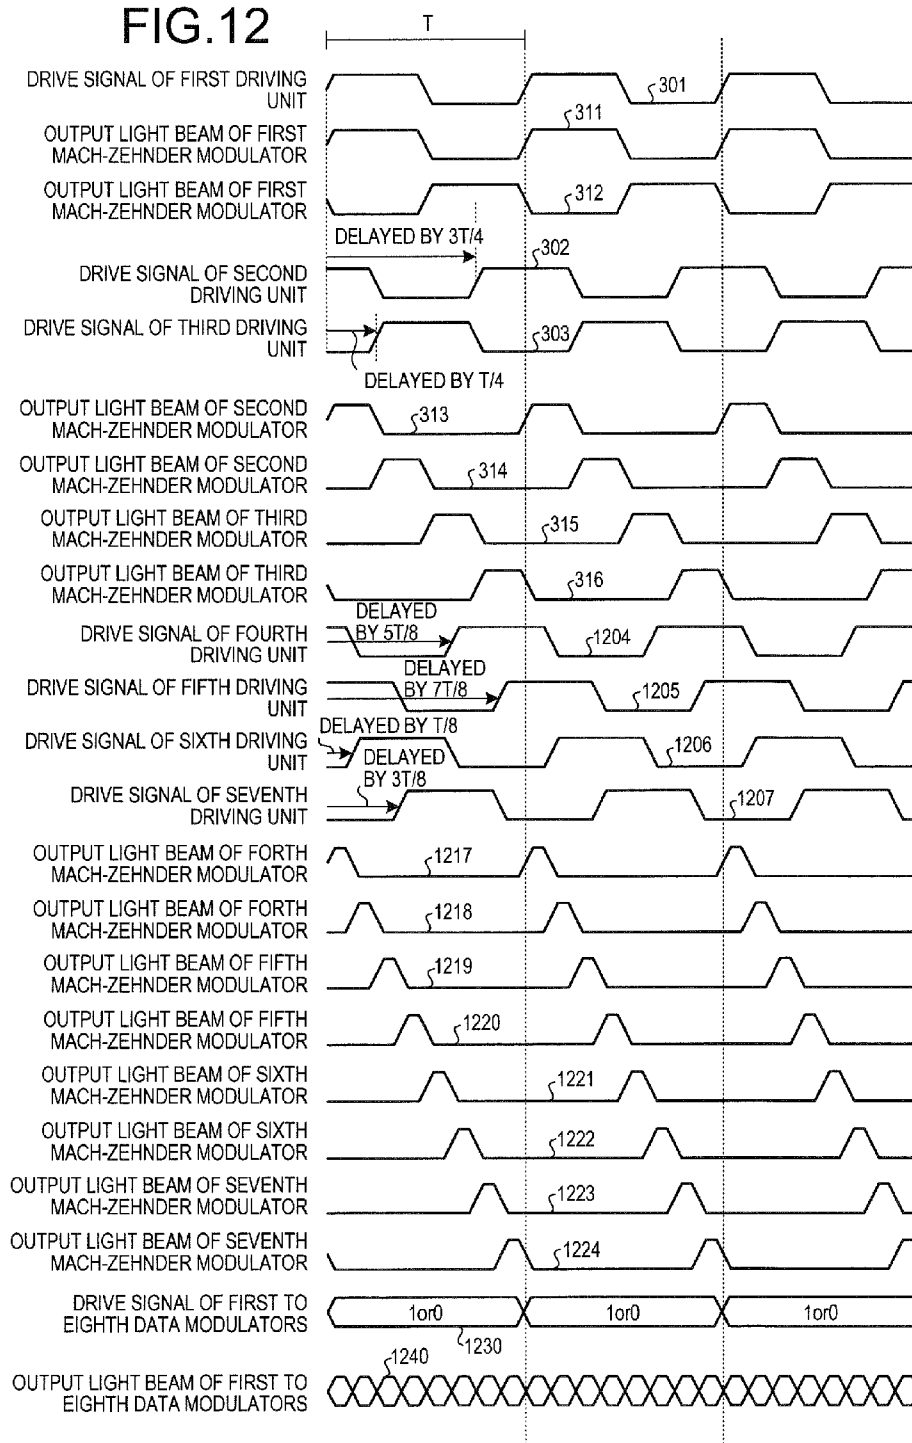 FIG.12
T
DRIVE SIGNAL OF FIRST DRIVING
UNIT
301
OUTPUT LIGHT BEAM OF FIRST
MACH-ZEHNDER MODULATOR
311
OUTPUT LIGHT BEAM OF FIRST
MACH-ZEHNDER MODULATOR
312
DELAYED BY 3T/4
302
DRIVE SIGNAL OF SECOND
DRIVING UNIT
DRIVE SIGNAL OF THIRD DRIVING
UNIT
303
DELAYED BY T/4
OUTPUT LIGHT BEAM OF SECOND
MACH-ZEHNDER MODULATOR
313
OUTPUT LIGHT BEAM OF SECOND
MACH-ZEHNDER MODULATOR
314
OUTPUT LIGHT BEAM OF THIRD
MACH-ZEHNDER MODULATOR
315
OUTPUT LIGHT BEAM OF THIRD
MACH-ZEHNDER MODULATOR
316
DELAYED
BY 5T/8
DRIVE SIGNAL OF FOURTH
DRIVING UNIT
1204
DELAYED
BY 7T/8
DRIVE SIGNAL OF FIFTH DRIVING
UNIT
1205
DELAYED BY T/8
DRIVE SIGNAL OF SIXTH DRIVING
UNIT
1206
DELAYED
BY 3T/8
DRIVE SIGNAL OF SEVENTH
DRIVING UNIT
1207
OUTPUT LIGHT BEAM OF FORTH
MACH-ZEHNDER MODULATOR
1217
OUTPUT LIGHT BEAM OF FORTH
MACH-ZEHNDER MODULATOR
1218
OUTPUT LIGHT BEAM OF FIFTH
MACH-ZEHNDER MODULATOR
1219
OUTPUT LIGHT BEAM OF FIFTH
MACH-ZEHNDER MODULATOR
1220
OUTPUT LIGHT BEAM OF SIXTH
MACH-ZEHNDER MODULATOR
1221
OUTPUT LIGHT BEAM OF SIXTH
MACH-ZEHNDER MODULATOR
1222
OUTPUT LIGHT BEAM OF SEVENTH
MACH-ZEHNDER MODULATOR
1223
OUTPUT LIGHT BEAM OF SEVENTH
MACH-ZEHNDER MODULATOR
1224
DRIVE SIGNAL OF FIRST TO
EIGHTH DATA MODULATORS
1or0 1or0 1or0
1230
1240
OUTPUT LIGHT BEAM OF FIRST TO
EIGHTH DATA MODULATORS